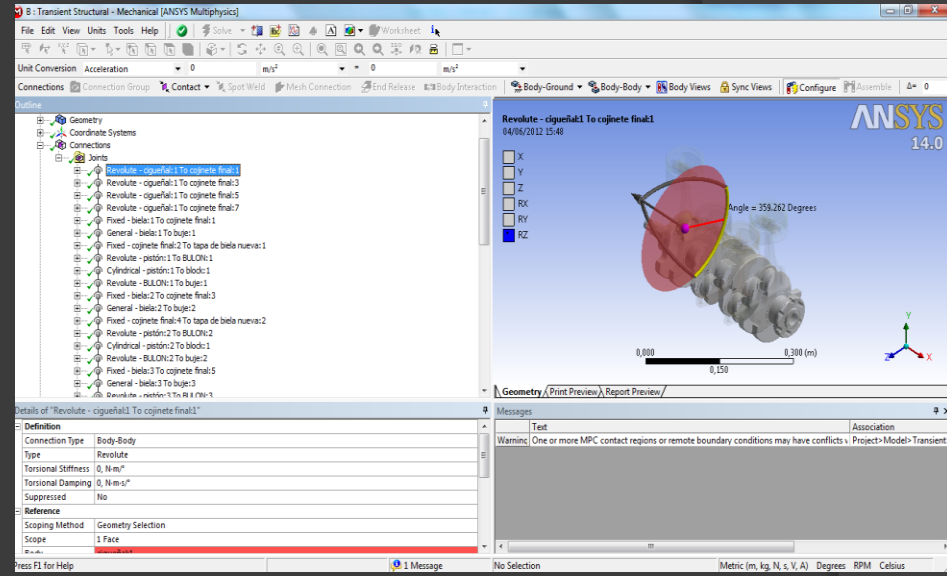 B : Transient Structural - Mechanical [ANSYS Multiphysics]
File Edit View Units Tools Help Solve Worksheet
Unit Conversion Acceleration 0 m/s² = 0 m/s²
Connections Connection Group Contact Spot Weld Mesh Connection End Release Body Interaction Body-Ground Body-Body Body Views Sync Views Configure Assemble Δ= 0
Outline
Geometry
Coordinate Systems
Connections
Joints
Revolute - cigueñal:1 To cojinete final:1
Revolute - cigueñal:1 To cojinete final:3
Revolute - cigueñal:1 To cojinete final:5
Revolute - cigueñal:1 To cojinete final:7
Fixed - biela:1 To cojinete final:1
General - biela:1 To buje:1
Fixed - cojinete final:2 To tapa de biela nueva:1
Revolute - pistón:1 To BULON:1
Cylindrical - pistón:1 To block:1
Revolute - BULON:1 To buje:1
Fixed - biela:2 To cojinete final:3
General - biela:2 To buje:2
Fixed - cojinete final:4 To tapa de biela nueva:2
Revolute - pistón:2 To BULON:2
Cylindrical - pistón:2 To block:1
Revolute - BULON:2 To buje:2
Fixed - biela:3 To cojinete final:5
General - biela:3 To buje:3
Revolute - pistón:3 To BULON:3
Revolute - cigueñal:1 To cojinete final:1
04/06/2012 15:48
X
Y
Z
RX
RY
RZ
ANSYS
14.0
Angle = 359.262 Degrees
Y
Z X
0,000 0,300 (m)
0,150
Geometry Print Preview Report Preview
Details of "Revolute - cigueñal:1 To cojinete final:1"
Definition
Connection Type Body-Body
Type Revolute
Torsional Stiffness 0, N·m/°
Torsional Damping 0, N·m·s/°
Suppressed No
Reference
Scoping Method Geometry Selection
Scope 1 Face
Body cigueñal:1
Messages
Text Association
Warning One or more MPC contact regions or remote boundary conditions may have conflicts Project>Model>Transient
Press F1 for Help 1 Message No Selection Metric (m, kg, N, s, V, A) Degrees RPM Celsius